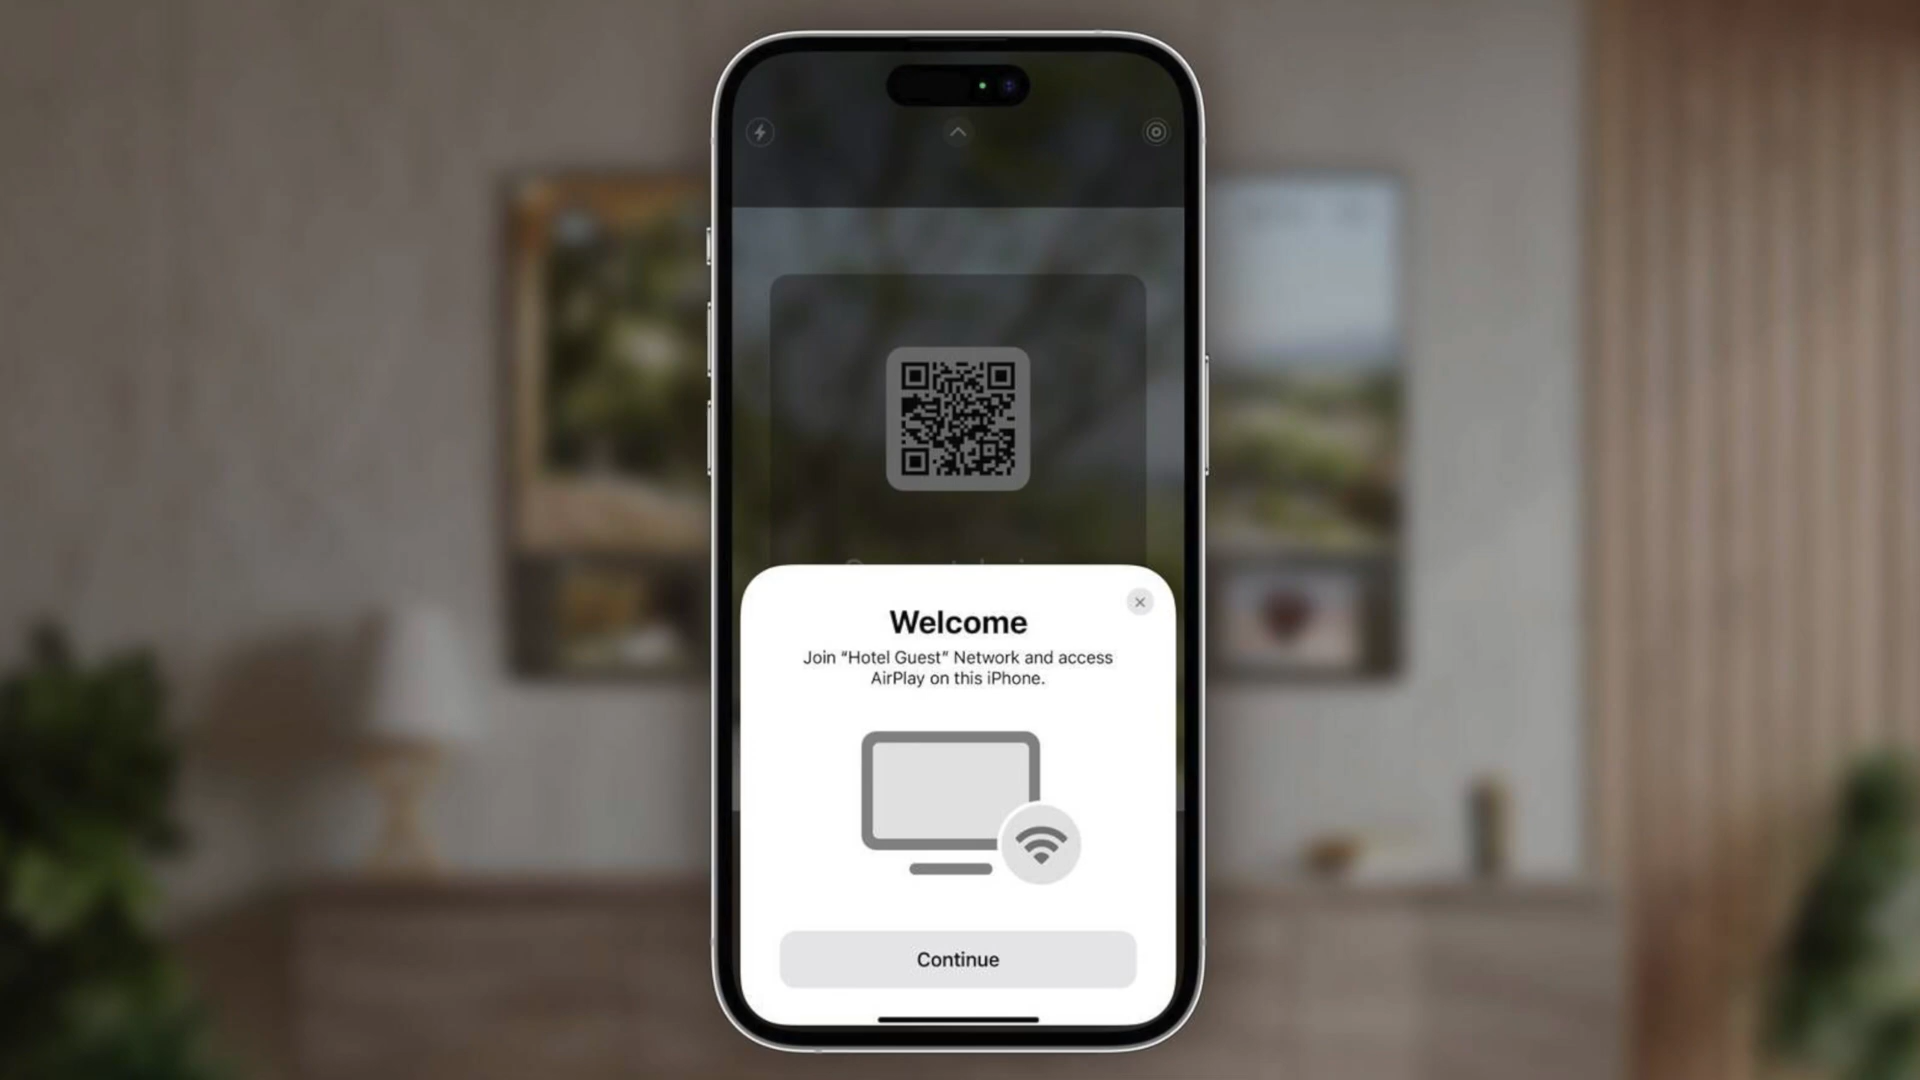 Welcome
Join “Hotel Guest” Network and access
AirPlay on this iPhone.
Continue